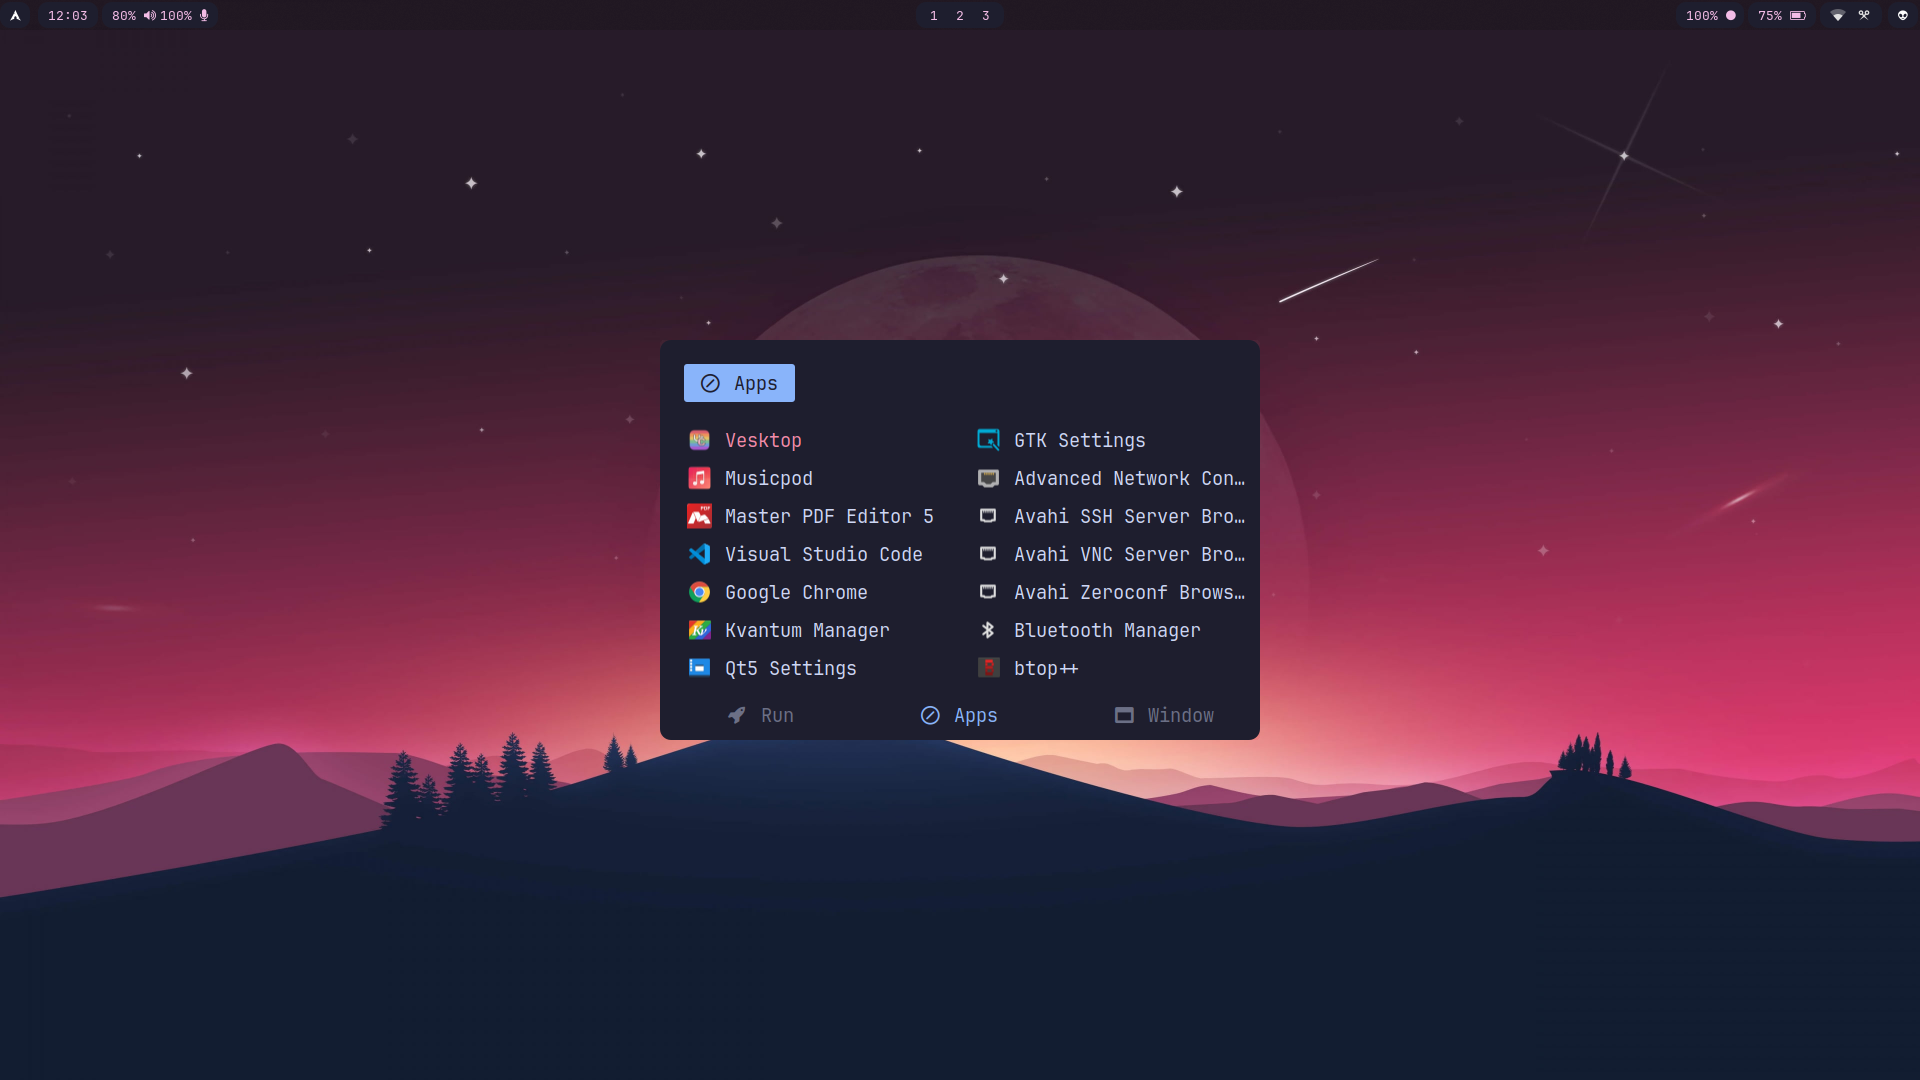 12:03 80% 100% 1 2 3 100% 75%
Apps
Vesktop
Musicpod
Master PDF Editor 5
Visual Studio Code
Google Chrome
Kvantum Manager
Qt5 Settings
GTK Settings
Advanced Network Con…
Avahi SSH Server Bro…
Avahi VNC Server Bro…
Avahi Zeroconf Brows…
Bluetooth Manager
btop++
Run Apps Window